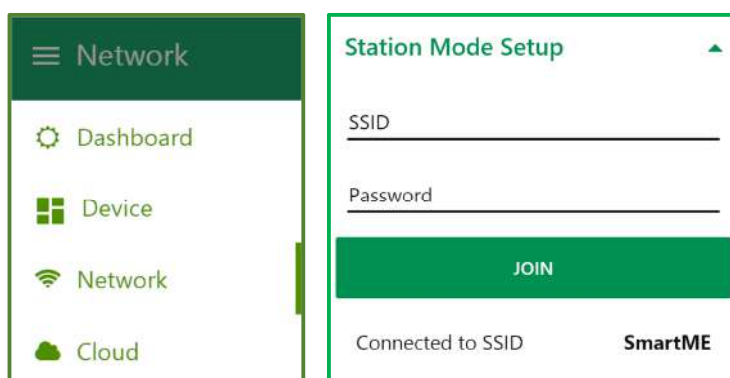 Network
Dashboard
Device
Network
Cloud
Station Mode Setup
SSID
Password
JOIN
Connected to SSID SmartME